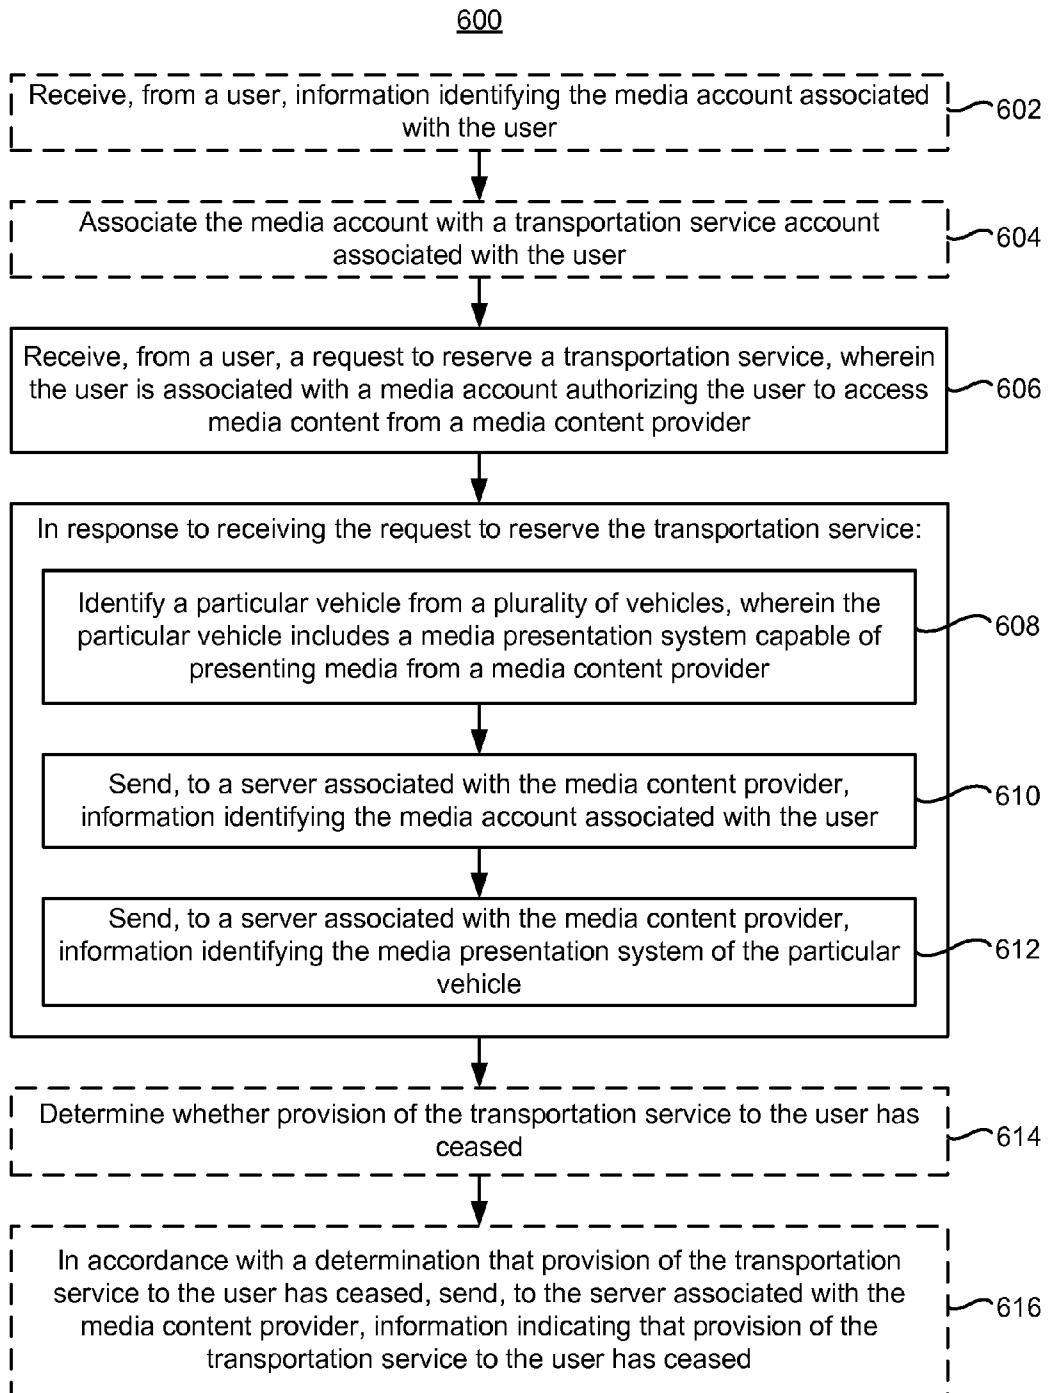 600
Receive, from a user, information identifying the media account associated
with the user
602
Associate the media account with a transportation service account
associated with the user
604
Receive, from a user, a request to reserve a transportation service, wherein
the user is associated with a media account authorizing the user to access
media content from a media content provider
606
In response to receiving the request to reserve the transportation service:
Identify a particular vehicle from a plurality of vehicles, wherein the
particular vehicle includes a media presentation system capable of
presenting media from a media content provider
608
Send, to a server associated with the media content provider,
information identifying the media account associated with the user
610
Send, to a server associated with the media content provider,
information identifying the media presentation system of the particular
vehicle
612
Determine whether provision of the transportation service to the user has
ceased
614
In accordance with a determination that provision of the transportation
service to the user has ceased, send, to the server associated with the
media content provider, information indicating that provision of the
transportation service to the user has ceased
616